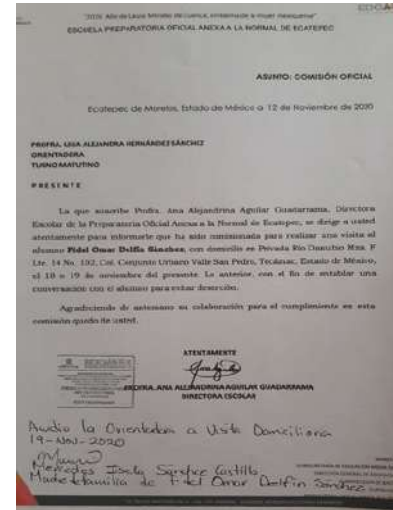 "2020. Año de Laura Méndez de Cuenca, emblema de la mujer mexiquense"
ESCUELA PREPARATORIA OFICIAL ANEXA A LA NORMAL DE ECATEPEC
ASUNTO: COMISIÓN OFICIAL
Ecatepec de Morelos, Estado de México a 12 de Noviembre de 2020
PROFRA. LISIA ALEJANDRA HERNÁNDEZ SÁNCHEZ
ORIENTADORA
TURNO MATUTINO
PRESENTE
La que suscribe Profra. Ana Alejandrina Aguilar Guadarrama, Directora
Escolar de la Preparatoria Oficial Anexa a la Normal de Ecatepec, se dirige a usted
atentamente para informarle que ha sido comisionada para realizar una visita al
alumno Fidel Omar Delfín Sánchez, con domicilio en Privada Río Danubio Mza. F
Lte. 14 No. 192, Col. Conjunto Urbano Valle San Pedro, Tecámac, Estado de México,
el 18 o 19 de noviembre del presente. Lo anterior, con el fin de entablar una
conversación con el alumno para evitar deserción.
Agradeciendo de antemano su colaboración para el cumplimiento en esta
comisión quedo de usted.
ATENTAMENTE
PROFRA. ANA ALEJANDRINA AGUILAR GUADARRAMA
DIRECTORA ESCOLAR
Acudio la Orientadora a Visita Domiciliaria
19-Nov-2020
Mercedes Isela Sánchez Castillo
Madre de familia de Fidel Omar Delfin Sánchez